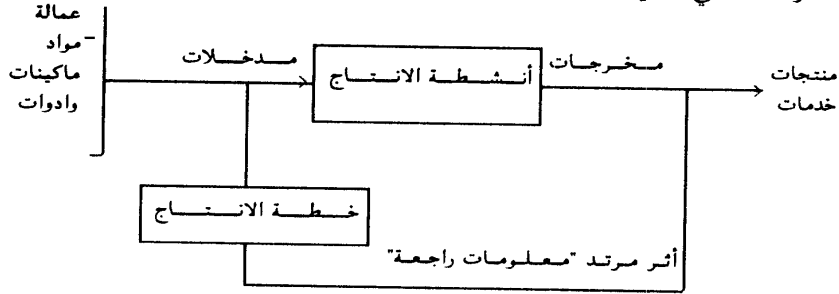 عمالة
مواد
ماكينات
وادوات
مدخلات
أنشطة الانتاج
مخرجات
منتجات
خدمات
خطة الانتاج
أثر مرتد "معلومات راجعة"